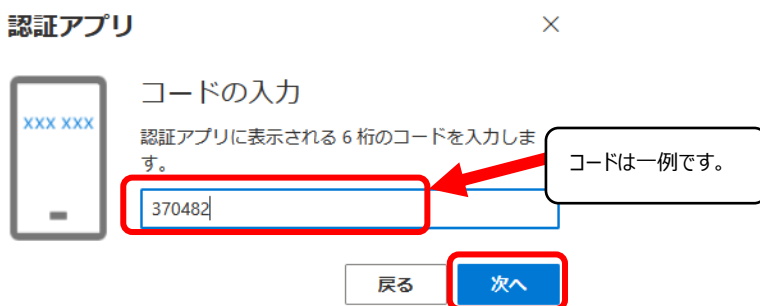 認証アプリ
×
コードの入力
XXX XXX
認証アプリに表示される 6 桁のコードを入力しま
す。
コードは一例です。
370482
戻る
次へ